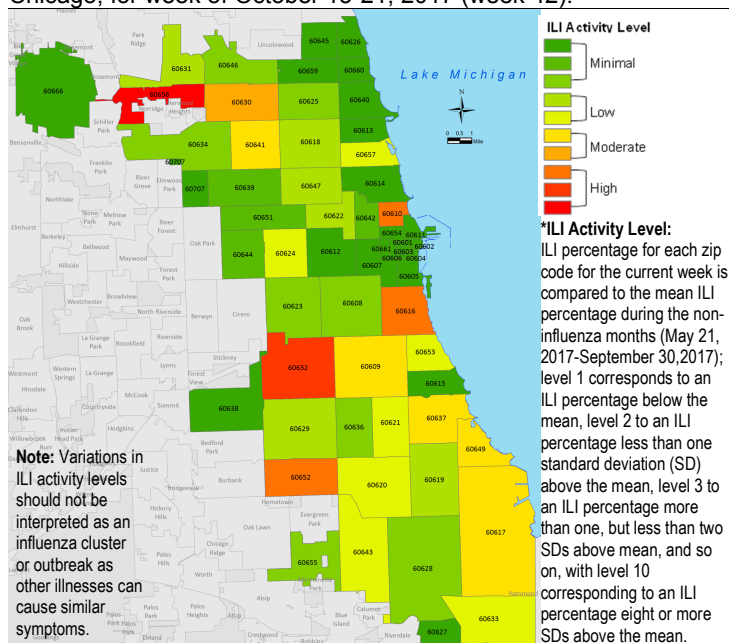 Chicago, for week of October 15-21, 2017 (week 42).
ILI Activity Level
Minimal
Low
Moderate
High
Lake Michigan
N
0 0.5 1
Mile
*ILI Activity Level:
ILI percentage for each zip
code for the current week is
compared to the mean ILI
percentage during the non-
influenza months (May 21,
2017-September 30,2017);
level 1 corresponds to an
ILI percentage below the
mean, level 2 to an ILI
percentage less than one
standard deviation (SD)
above the mean, level 3 to
an ILI percentage more
than one, but less than two
SDs above mean, and so
on, with level 10
corresponding to an ILI
percentage eight or more
SDs above the mean.
Note: Variations in
ILI activity levels
should not be
interpreted as an
influenza cluster
or outbreak as
other illnesses can
cause similar
symptoms.
Park
Ridge
Lincolnwood
60645
60626
60631
60646
60659
60660
Rosemont
60666
60656
Norridge
Harwood
Heights
60630
60625
60640
Schiller
Park
60613
Bensenville
60634
60641
60618
60657
Franklin
Park
60707
River
Grove
Elmwood
Park
60707
60639
60647
60614
Northlake
Stone
Park
Melrose
Park
River
Forest
60651
60622
60642
60610
Elmhurst
Berkeley
Bellwood
Oak Park
60654
60611
60601
60602
Maywood
60644
60624
60612
60661
60603
60606
60604
60607
Hillside
Forest
Park
60605
Westchester
Broadview
North Riverside
Berwyn
Cicero
60623
60608
60616
Oak
Brook
La Grange
Park
Brookfield
Riverside
Stickney
60653
Westmont
Western
Springs
La Grange
Lyons
Forest
View
60632
60609
60615
Hinsdale
McCook
Summit
60638
Clarendon
Hills
Countryside
Hodgkins
60629
60636
60621
60637
Willowbrook
Indian
Head Park
Bedford
Park
60649
Justice
Bridgeview
Burbank
60652
60620
60619
60617
Hickory
Hills
Hometown
Oak Lawn
Evergreen
Park
Palos
Hills
Chicago
Ridge
60655
60643
60628
Worth
Merrionette
Park
Hammond
Palos
Park
Palos
Heights
Alsip
Alsip
Blue
Island
Calumet
Park
60633
Orland
Crestwood
Robbins
Riverdale
60827